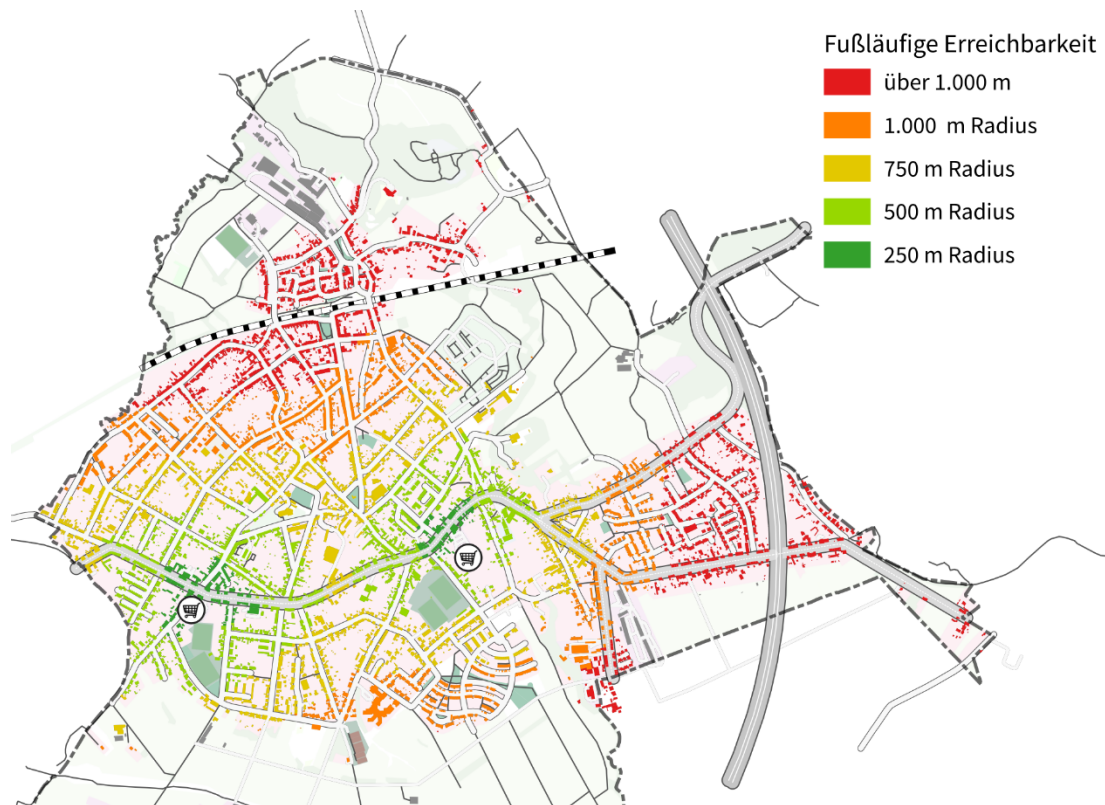 Fußläufige Erreichbarkeit
über 1.000 m
1.000 m Radius
750 m Radius
500 m Radius
250 m Radius